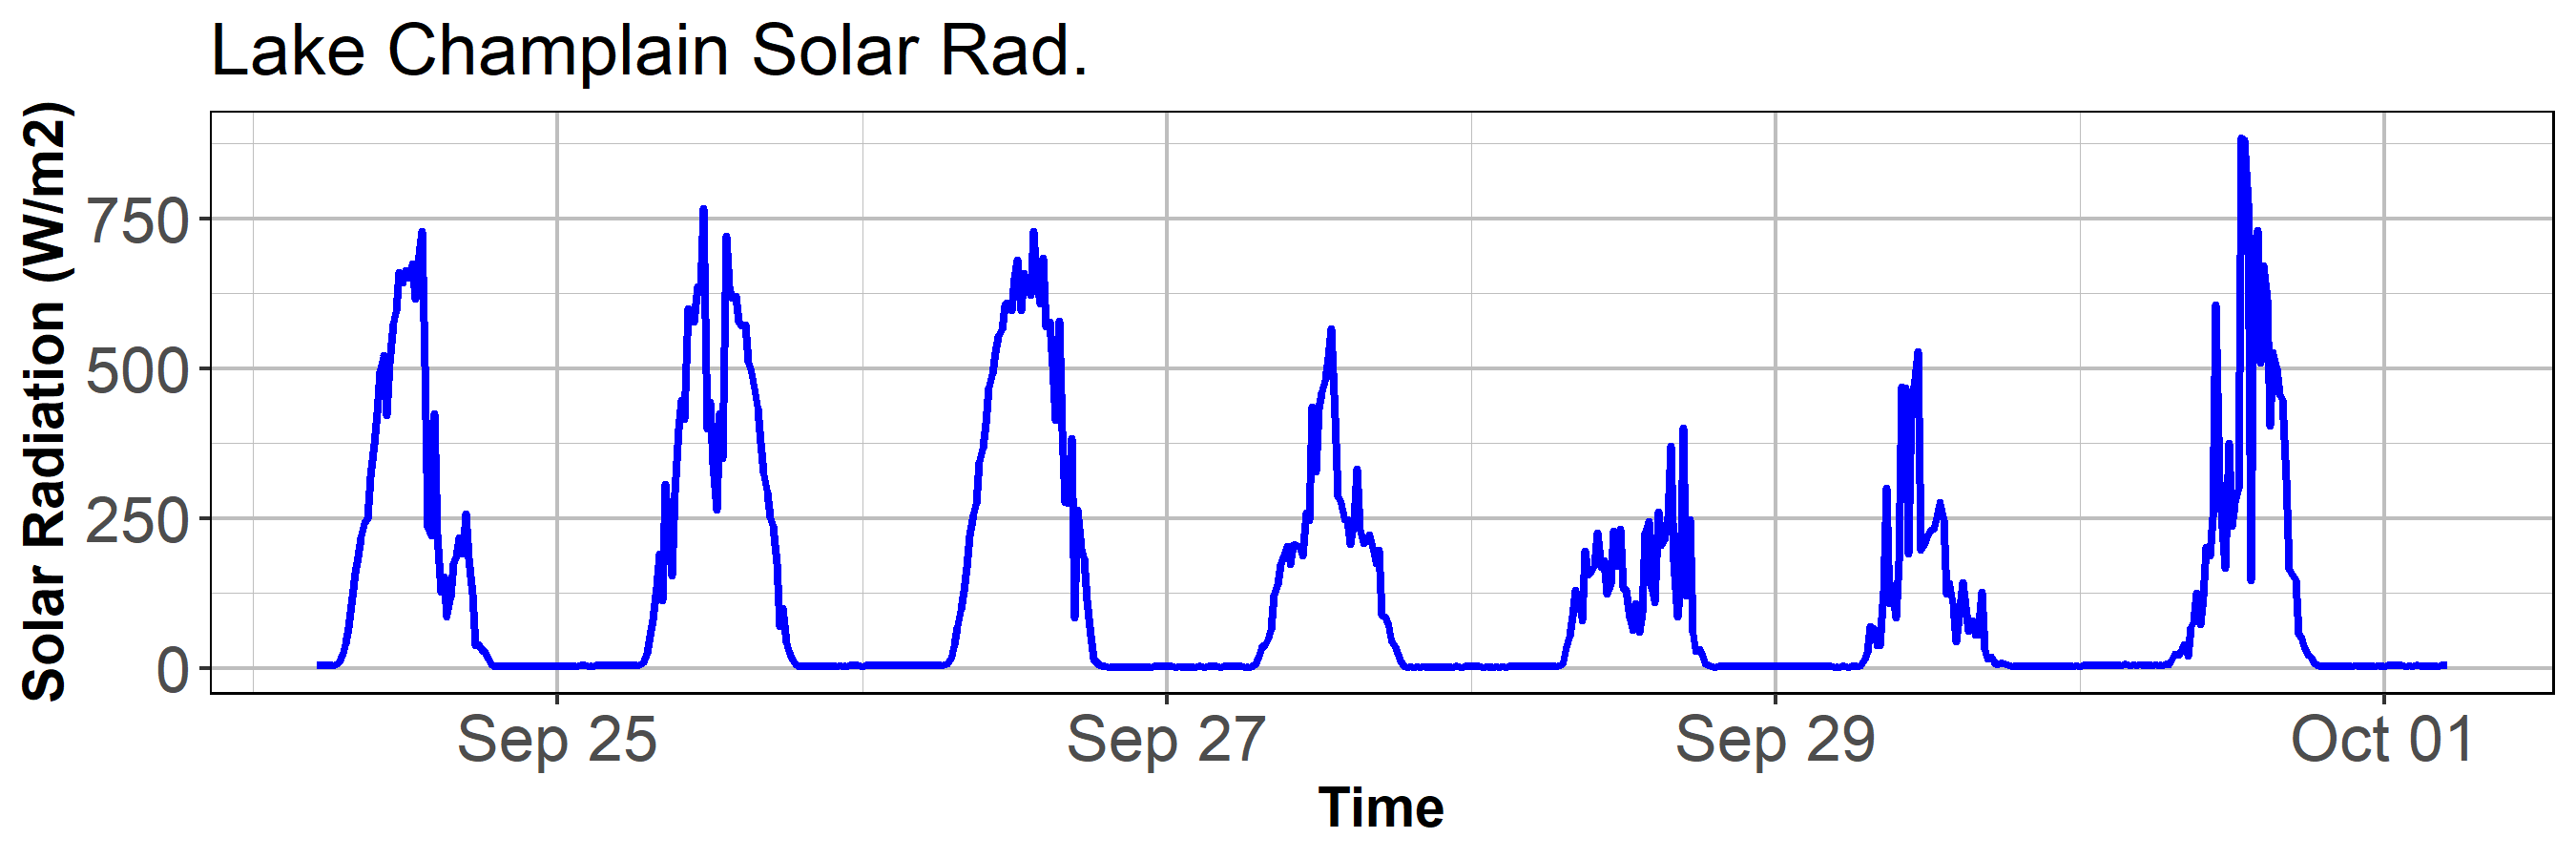 Lake Champlain Solar Rad.
Solar Radiation (W/m2)
750
500
250
0
Sep 25
Sep 27
Sep 29
Oct 01
Time